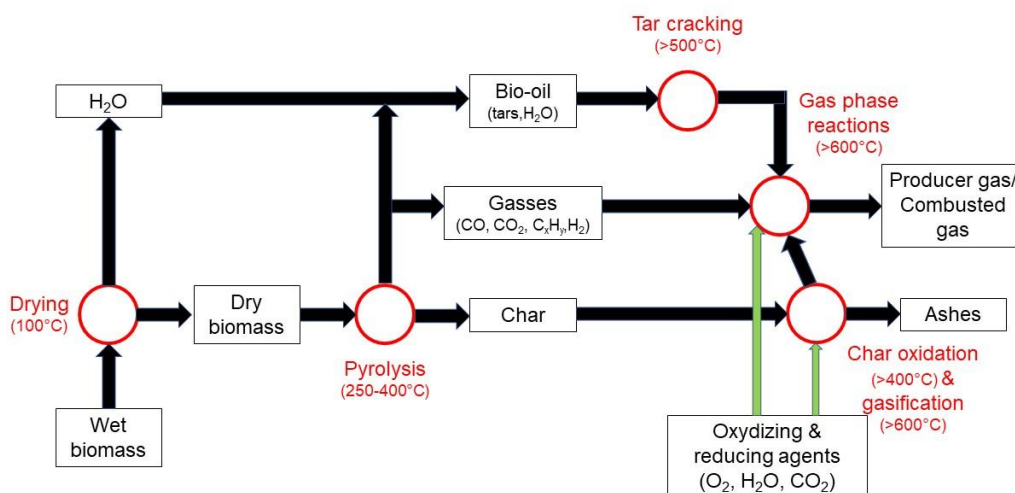 Tar cracking
(>500°C)
H₂O
Bio-oil
(tars,H₂O)
Gas phase
reactions
(>600°C)
Gasses
(CO, CO₂, CₓHᵧ,H₂)
Producer gas/
Combusted
gas
Drying
(100°C)
Dry
biomass
Pyrolysis
(250-400°C)
Char
Ashes
Char oxidation
(>400°C) &
gasification
(>600°C)
Wet
biomass
Oxydizing &
reducing agents
(O₂, H₂O, CO₂)